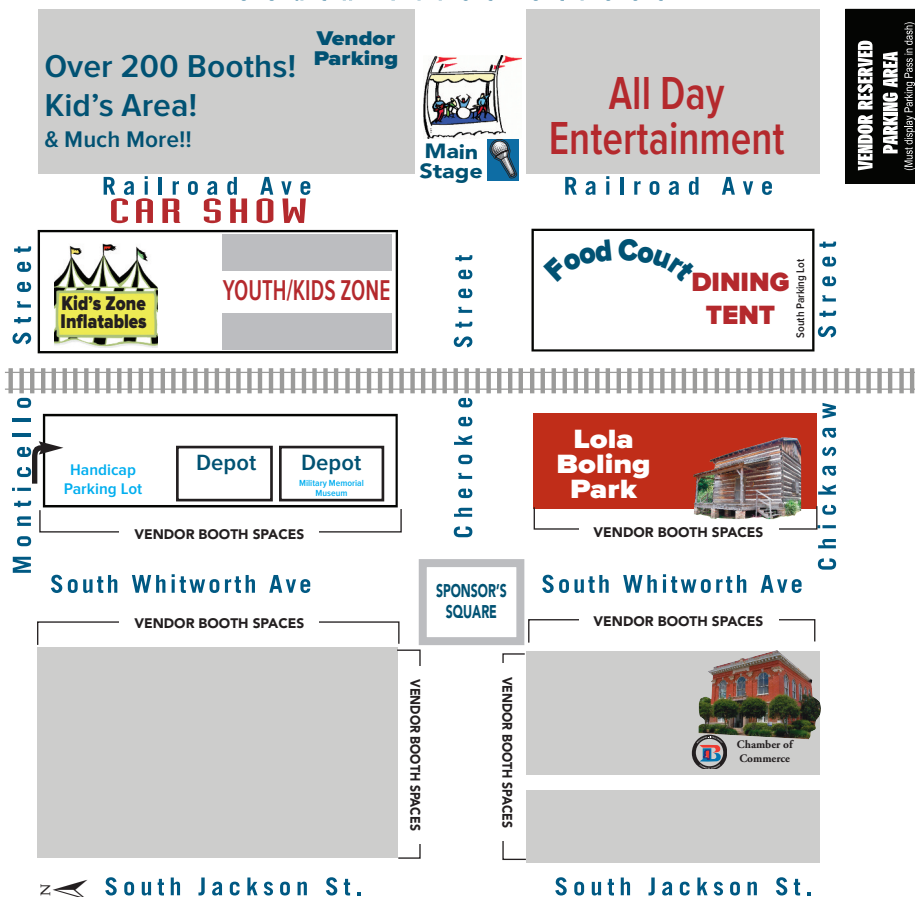 Over 200 Booths!
Kid's Area!
& Much More!!
Vendor
Parking
Main
Stage
All Day
Entertainment
VENDOR RESERVED
PARKING AREA
(Must display Parking Pass in dash)
Railroad Ave
CAR SHOW
Railroad Ave
Street
Kid's Zone
Inflatables
YOUTH/KIDS ZONE
Street
Food Court
DINING
TENT
South Parking Lot
Street
Monticello
Handicap
Parking Lot
Depot
Depot
Military Memorial
Museum
Cherokee
Lola
Boling
Park
Chickasaw
VENDOR BOOTH SPACES
VENDOR BOOTH SPACES
South Whitworth Ave
SPONSOR'S
SQUARE
South Whitworth Ave
VENDOR BOOTH SPACES
VENDOR BOOTH SPACES
VENDOR BOOTH SPACES
VENDOR BOOTH SPACES
B
Chamber of
Commerce
N
South Jackson St.
South Jackson St.